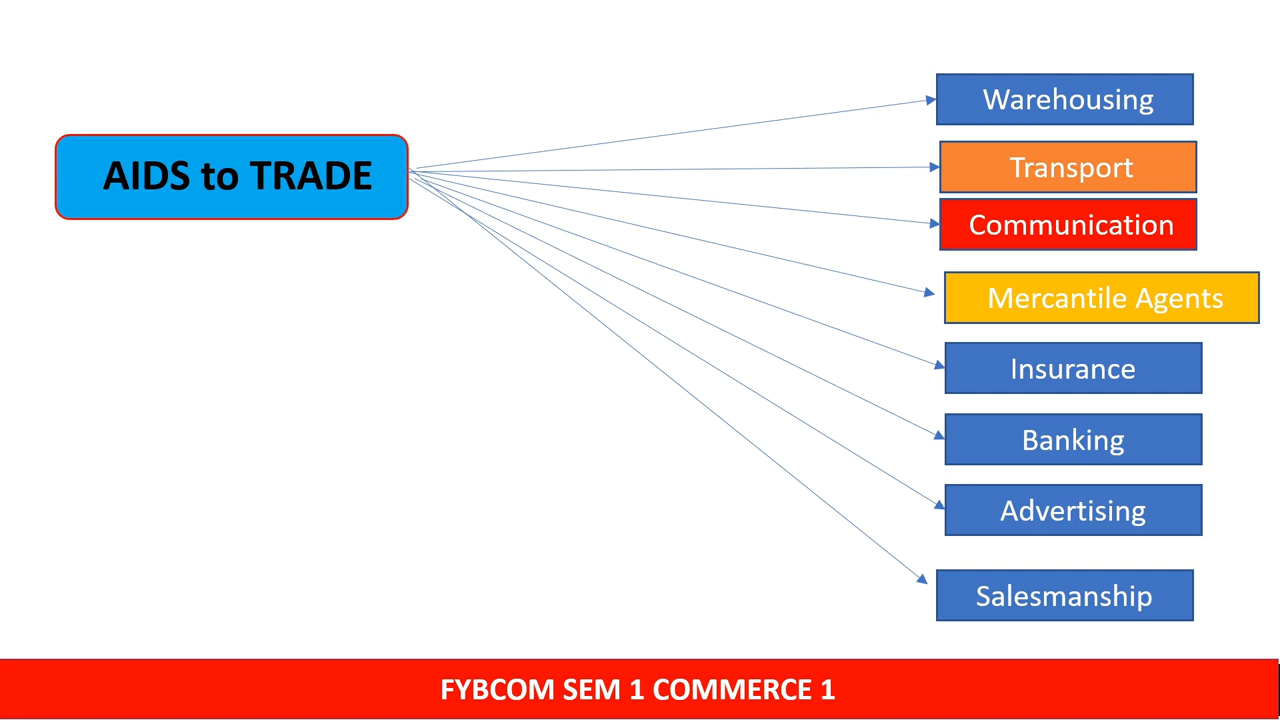 AIDS to TRADE
Warehousing
Transport
Communication
Mercantile Agents
Insurance
Banking
Advertising
Salesmanship
FYBCOM SEM 1 COMMERCE 1